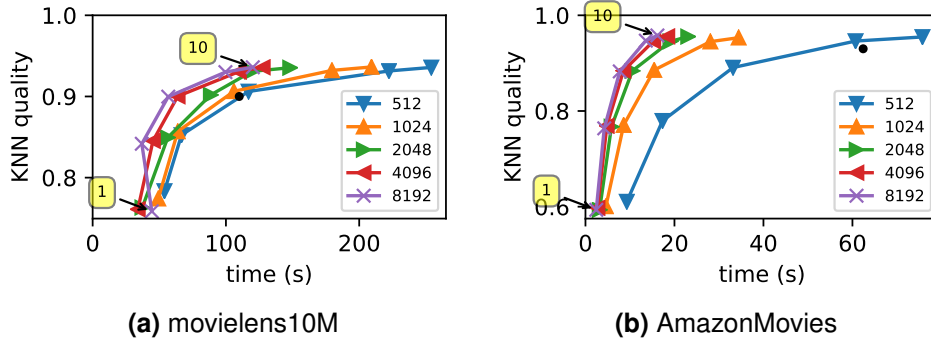 1.0
0.9
0.8
KNN quality
10
1
512
1024
2048
4096
8192
0 100 200
time (s)
(a) movielens10M
1.0
0.8
0.6
KNN quality
10
1
512
1024
2048
4096
8192
0 20 40 60
time (s)
(b) AmazonMovies